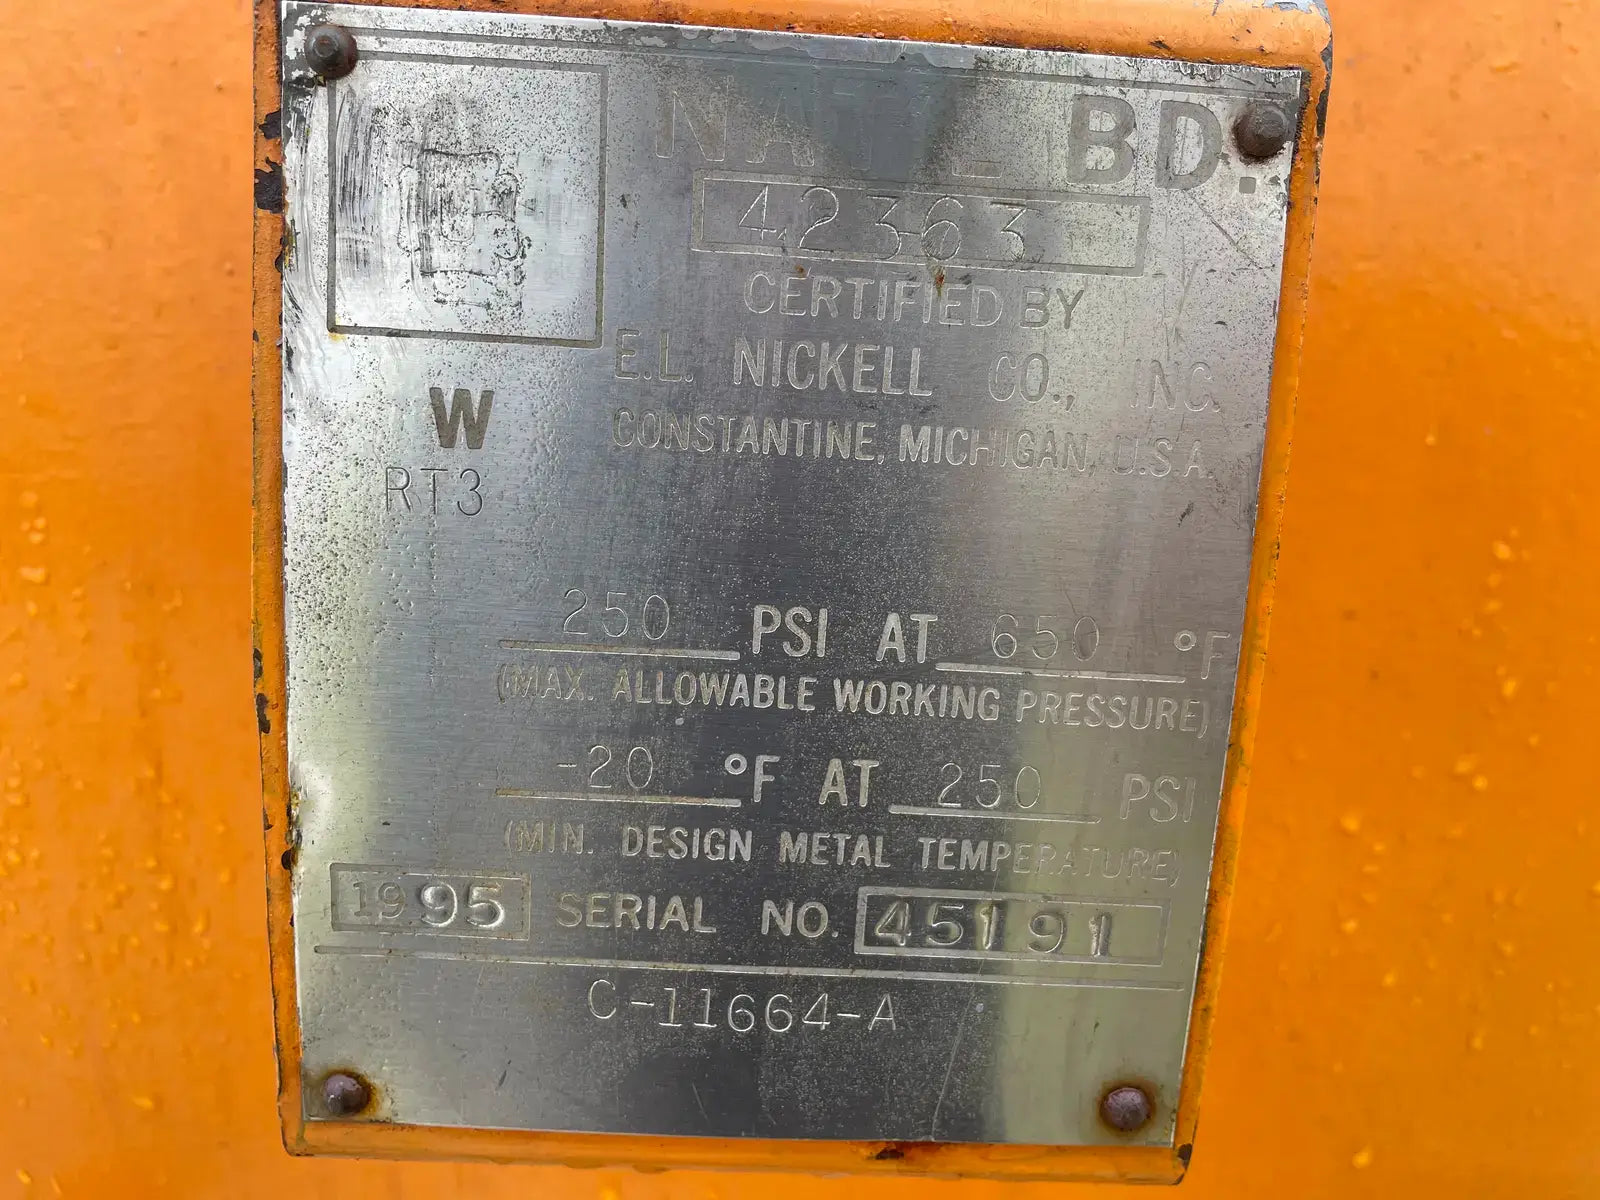 NAT'L BD.
42363
CERTIFIED BY
E.L. NICKELL CO., INC.
CONSTANTINE, MICHIGAN, U.S.A.
W
RT3
250 PSI AT 650 °F
(MAX. ALLOWABLE WORKING PRESSURE)
-20 °F AT 250 PSI
(MIN. DESIGN METAL TEMPERATURE)
1995 SERIAL NO. 45191
C-11664-A